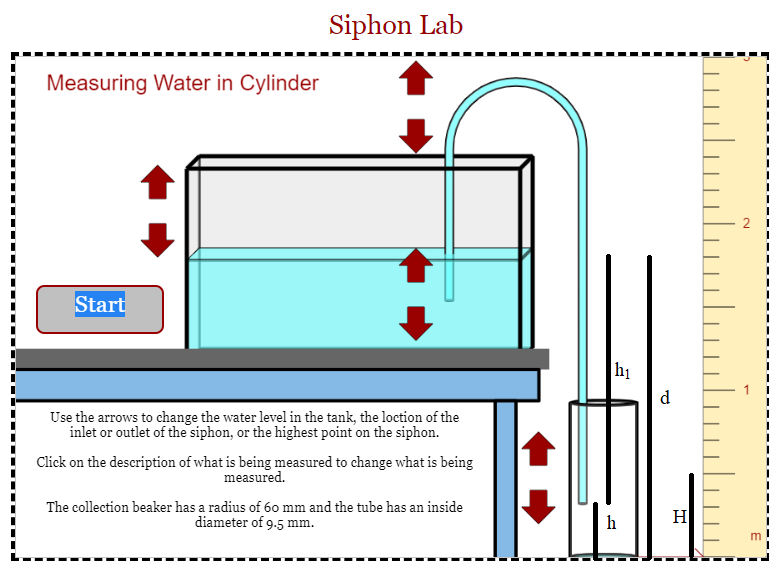 Siphon Lab
Measuring Water in Cylinder
3
2
Start
h1
1
d
Use the arrows to change the water level in the tank, the loction of the
inlet or outlet of the siphon, or the highest point on the siphon.
Click on the description of what is being measured to change what is being
measured.
The collection beaker has a radius of 60 mm and the tube has an inside
diameter of 9.5 mm.
h
H
m